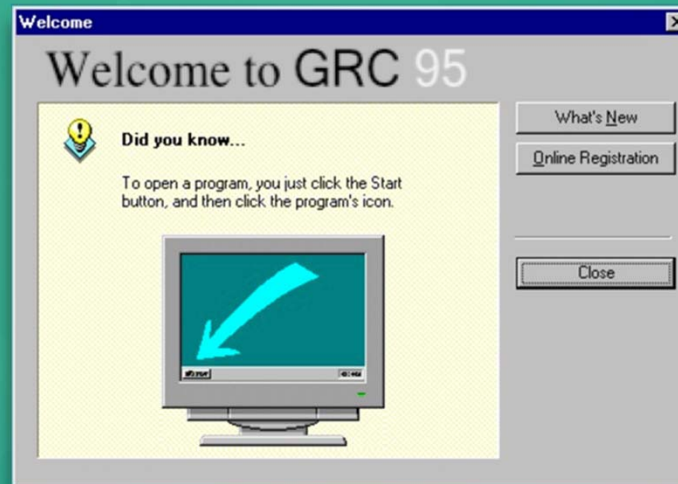 Welcome
Welcome to GRC 95
Did you know...
To open a program, you just click the Start
button, and then click the program's icon.
What's New
Online Registration
Close